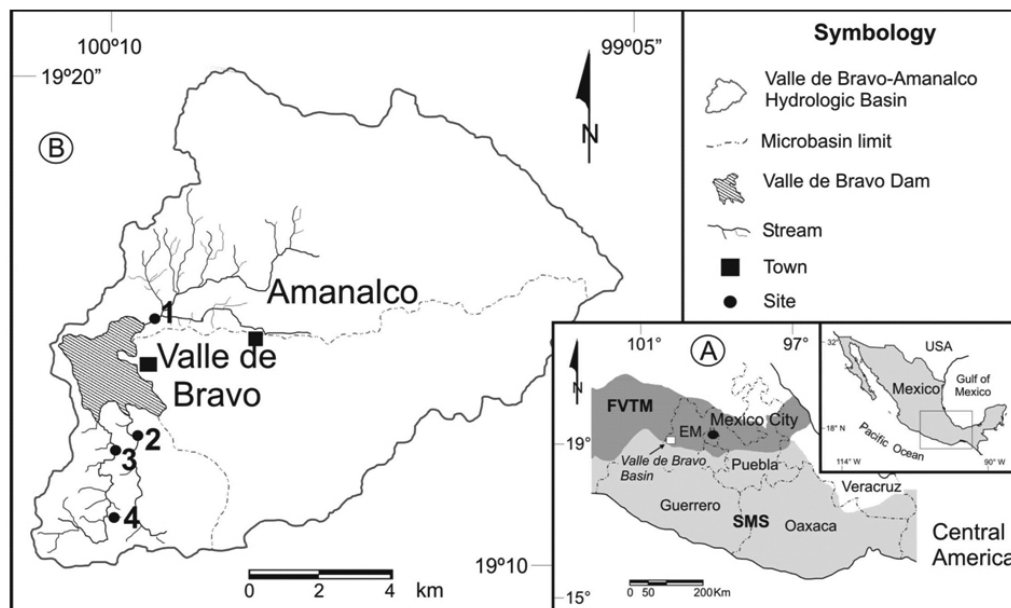 100º10
99º05"
19º20"
B
N
1
Amanalco
Valle de
Bravo
2
3
4
0 2 4
km
19º10
Symbology
Valle de Bravo-Amanalco
Hydrologic Basin
Microbasin limit
Valle de Bravo Dam
Stream
Town
Site
101°
A
97°
N
FVTM
Mexico City
EM
19°
Valle de Bravo
Basin
Puebla
Veracruz
Guerrero
SMS
Oaxaca
Central
America
0 50 200Km
15°
32°
USA
Mexico
Gulf of
Mexico
18° N
Pacific Ocean
114° W
90° W